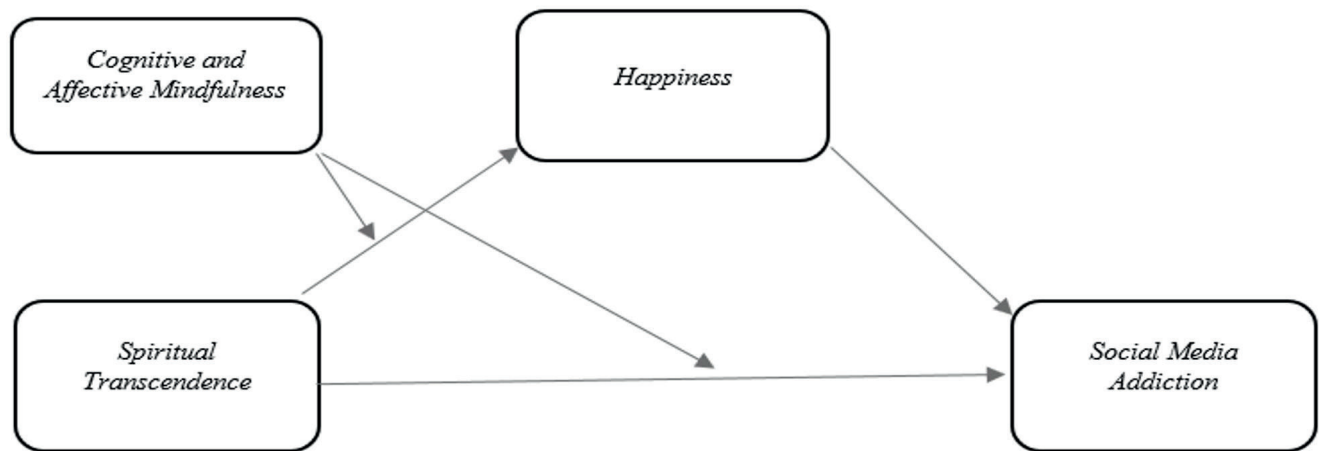 Cognitive and
Affective Mindfulness
Happiness
Spiritual
Transcendence
Social Media
Addiction